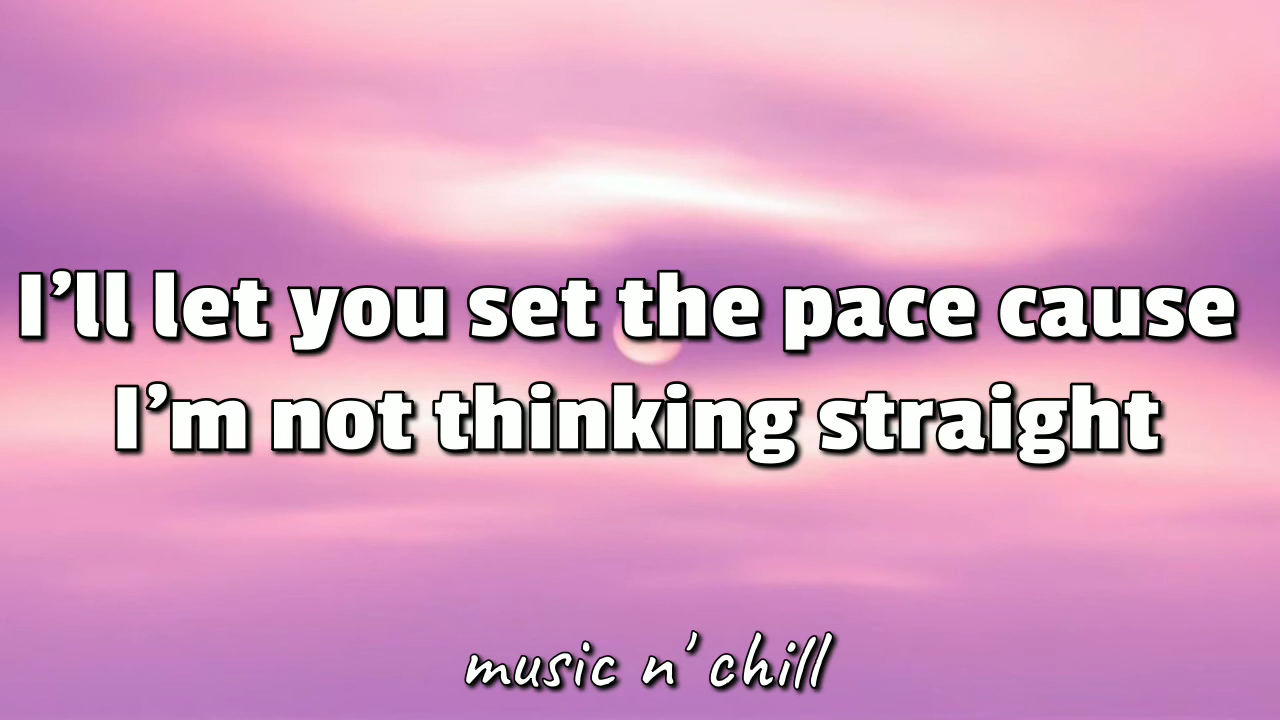 I’ll let you set the pace cause
I’m not thinking straight
music n’ chill